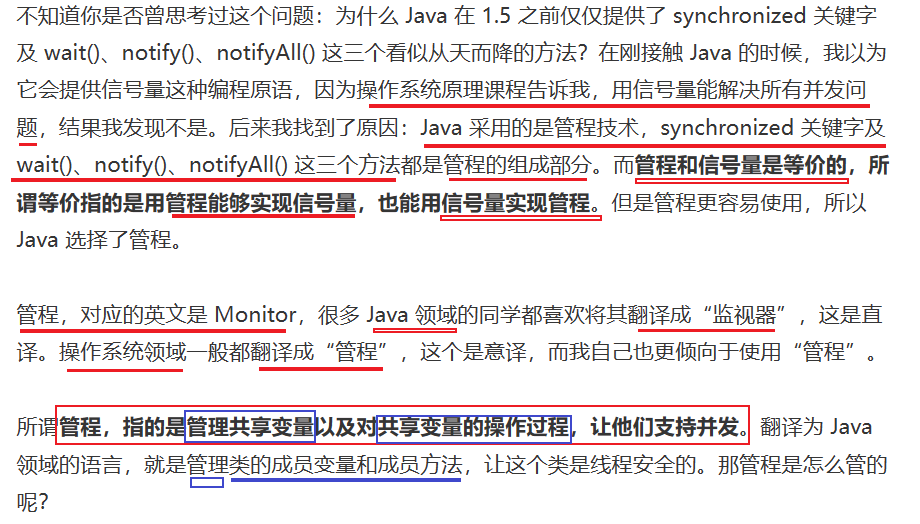 不知道你是否曾思考过这个问题：为什么 Java 在 1.5 之前仅仅提供了 synchronized 关键字
及 wait()、notify()、notifyAll() 这三个看似从天而降的方法？在刚接触 Java 的时候，我以为
它会提供信号量这种编程原语，因为操作系统原理课程告诉我，用信号量能解决所有并发问
题，结果我发现不是。后来我找到了原因：Java 采用的是管程技术，synchronized 关键字及
wait()、notify()、notifyAll() 这三个方法都是管程的组成部分。而管程和信号量是等价的，所
谓等价指的是用管程能够实现信号量，也能用信号量实现管程。但是管程更容易使用，所以
Java 选择了管程。
管程，对应的英文是 Monitor，很多 Java 领域的同学都喜欢将其翻译成“监视器”，这是直
译。操作系统领域一般都翻译成“管程”，这个是意译，而我自己也更倾向于使用“管程”。
所谓管程，指的是管理共享变量以及对共享变量的操作过程，让他们支持并发。翻译为 Java
领域的语言，就是管理类的成员变量和成员方法，让这个类是线程安全的。那管程是怎么管的
呢？